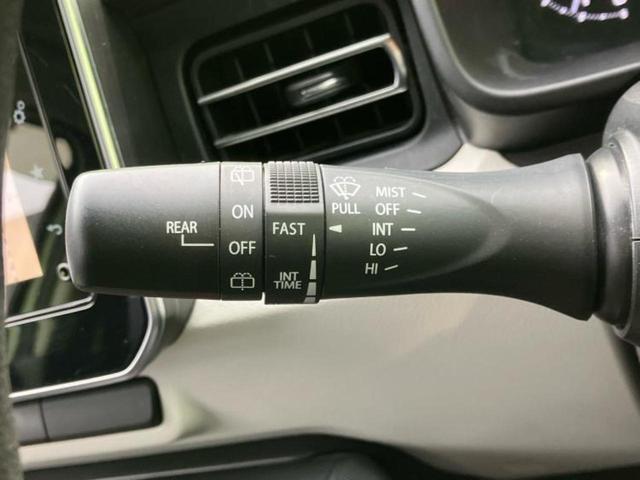 REAR
ON
OFF
FAST
INT
TIME
PULL
MIST
OFF
INT
LO
HI